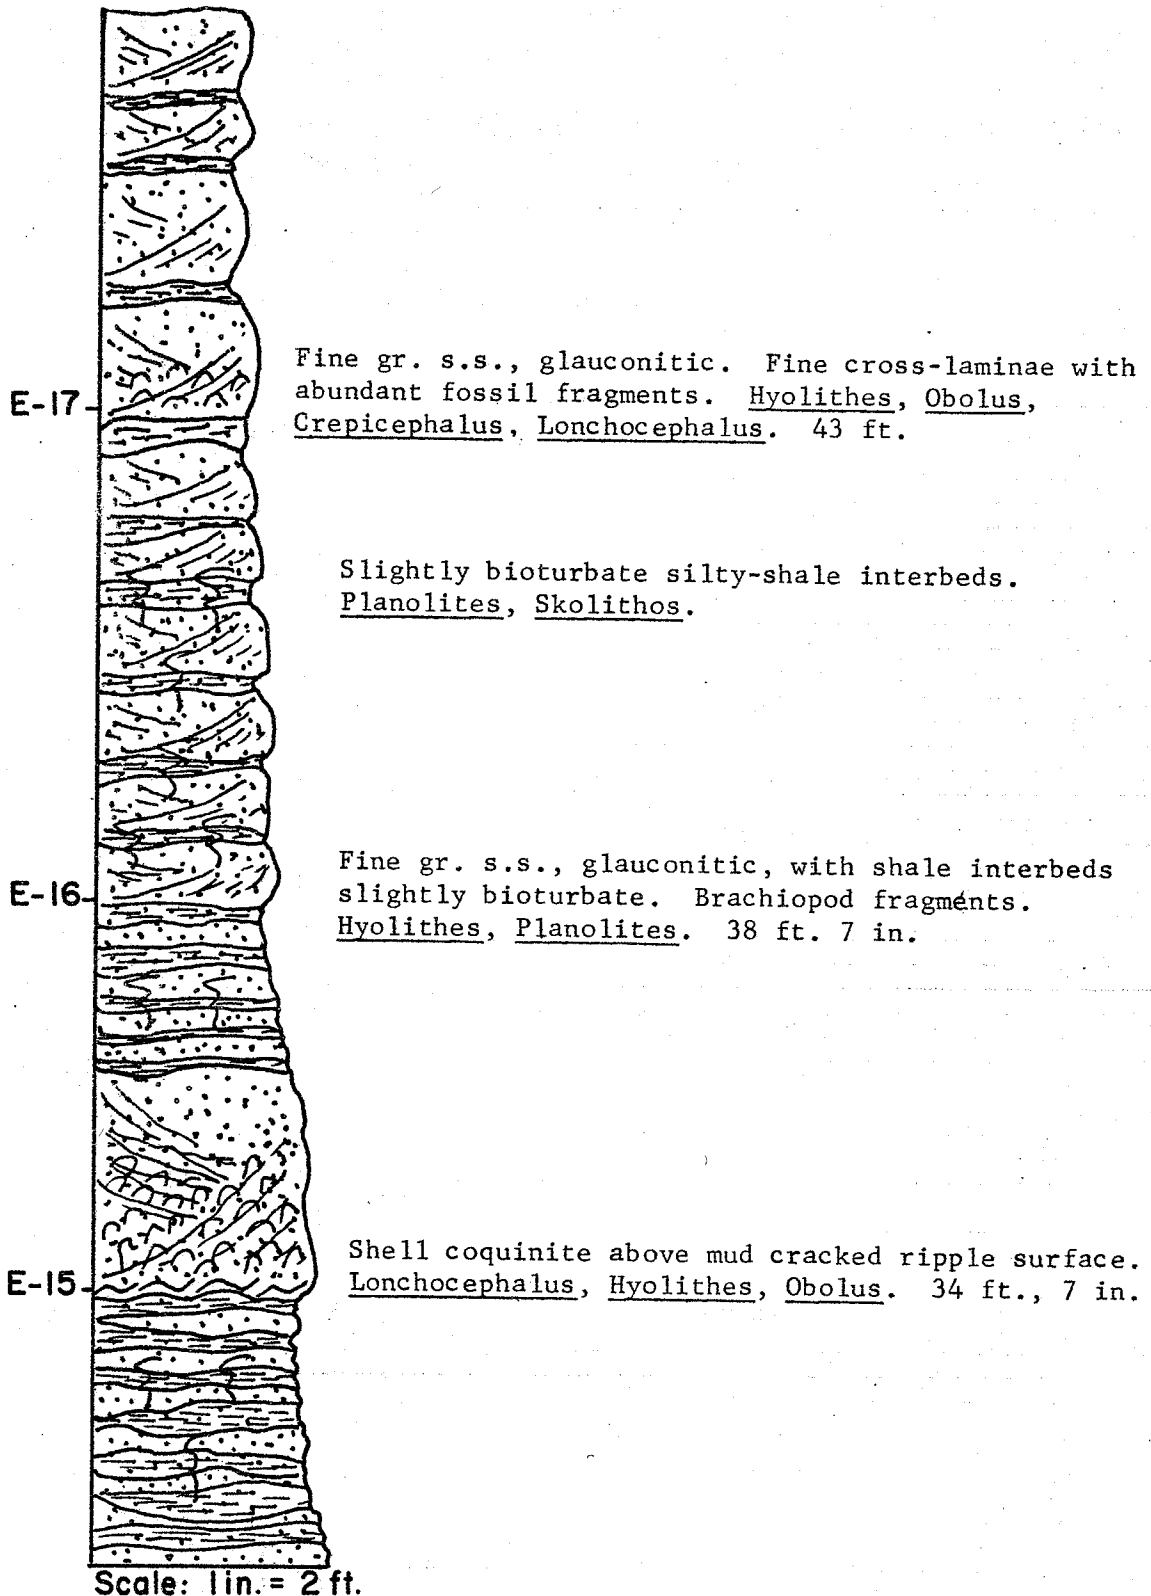 Fine gr. s.s., glauconitic. Fine cross-laminae with
abundant fossil fragments. Hyolithes, Obolus,
E-17
Crepicephalus, Lonchocephalus. 43 ft.
Slightly bioturbate silty-shale interbeds.
Planolites, Skolithos.
Fine gr. s.s., glauconitic, with shale interbeds
E-16
slightly bioturbate. Brachiopod fragments.
Hyolithes, Planolites. 38 ft. 7 in.
Shell coquinite above mud cracked ripple surface.
E-15
Lonchocephalus, Hyolithes, Obolus. 34 ft., 7 in.
Scale: 1 in. = 2 ft.